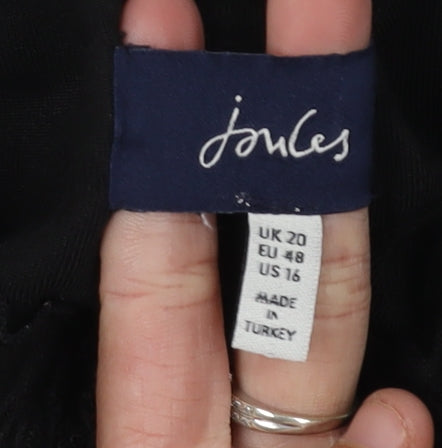 joules
UK 20
EU 48
US 16
MADE
IN
TURKEY